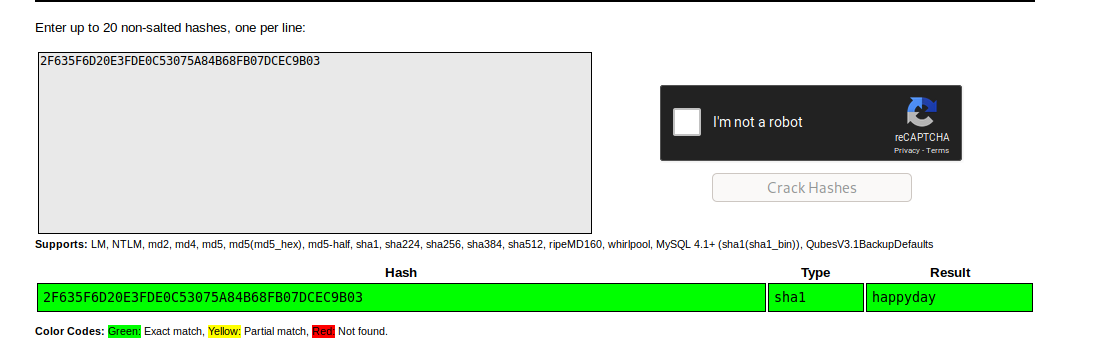 Enter up to 20 non-salted hashes, one per line:
2F635F6D20E3FDE0C53075A84B68FB07DCEC9B03
I'm not a robot
reCAPTCHA
Privacy - Terms
Crack Hashes
Supports: LM, NTLM, md2, md4, md5, md5(md5_hex), md5-half, sha1, sha224, sha256, sha384, sha512, ripeMD160, whirlpool, MySQL 4.1+ (sha1(sha1_bin)), QubesV3.1BackupDefaults
Hash Type Result
2F635F6D20E3FDE0C53075A84B68FB07DCEC9B03 sha1 happyday
Color Codes: Green: Exact match, Yellow: Partial match, Red: Not found.